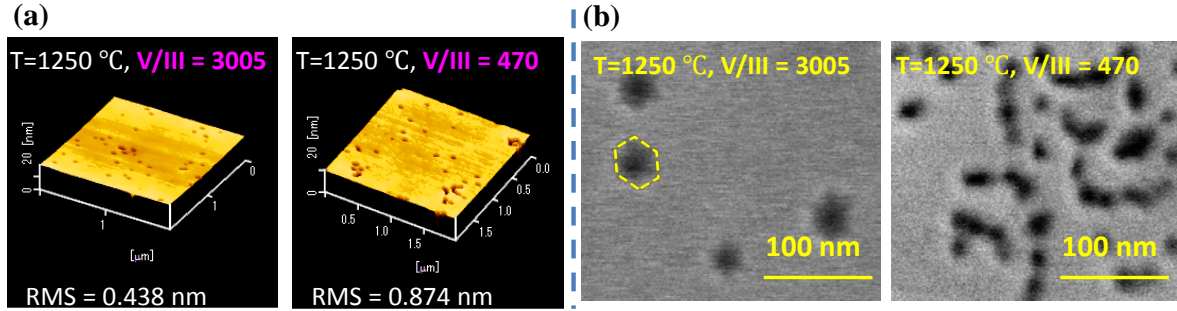 (a)
T=1250 ℃, V/III = 3005
20 [nm]
0
0
1
1
[μm]
RMS = 0.438 nm
T=1250 ℃, V/III = 470
20 [nm]
0
0.0
0.5
0.5
1.0
1.0
1.5
1.5
[μm]
RMS = 0.874 nm
(b)
T=1250 ℃, V/III = 3005
100 nm
T=1250 ℃, V/III = 470
100 nm